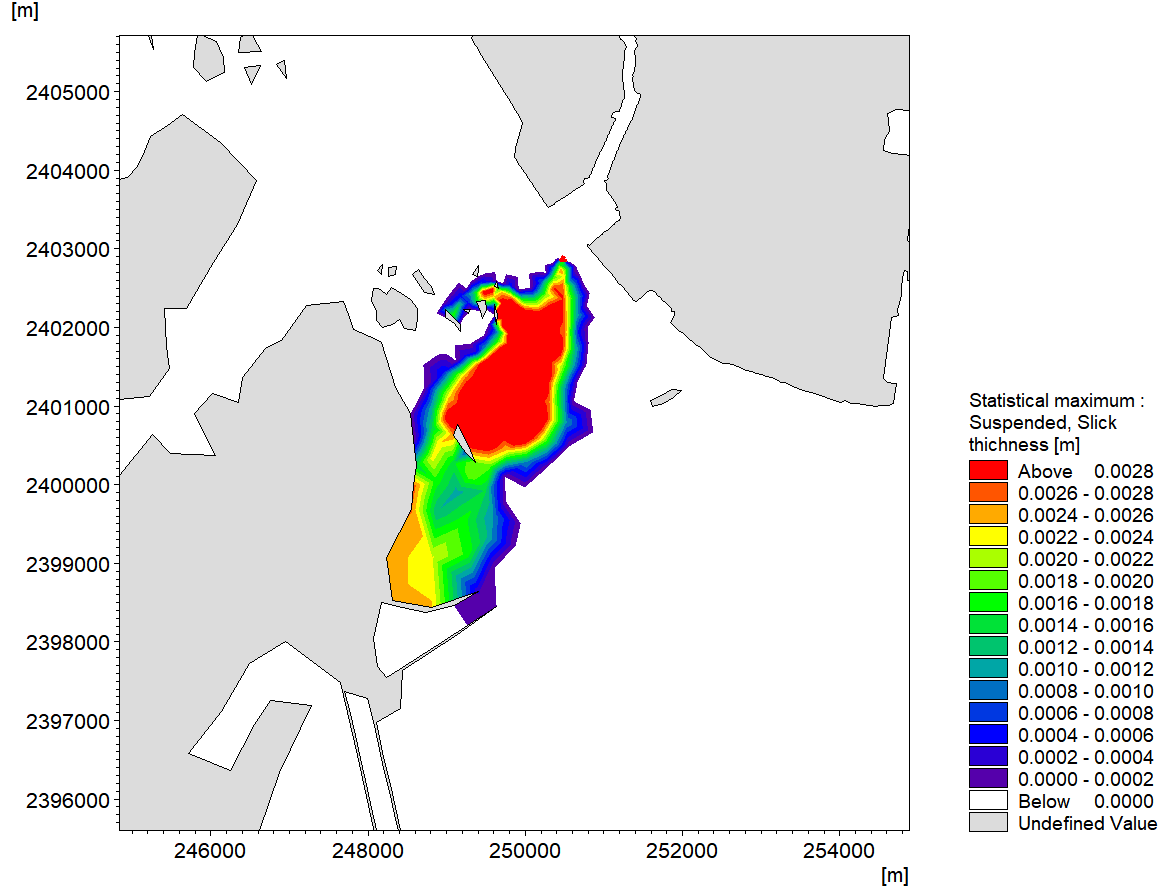 [m]
2405000
2404000
2403000
2402000
2401000
2400000
2399000
2398000
2397000
2396000
246000 248000 250000 252000 254000
[m]
Statistical maximum :
Suspended, Slick
thichness [m]
Above 0.0028
0.0026 - 0.0028
0.0024 - 0.0026
0.0022 - 0.0024
0.0020 - 0.0022
0.0018 - 0.0020
0.0016 - 0.0018
0.0014 - 0.0016
0.0012 - 0.0014
0.0010 - 0.0012
0.0008 - 0.0010
0.0006 - 0.0008
0.0004 - 0.0006
0.0002 - 0.0004
0.0000 - 0.0002
Below 0.0000
Undefined Value